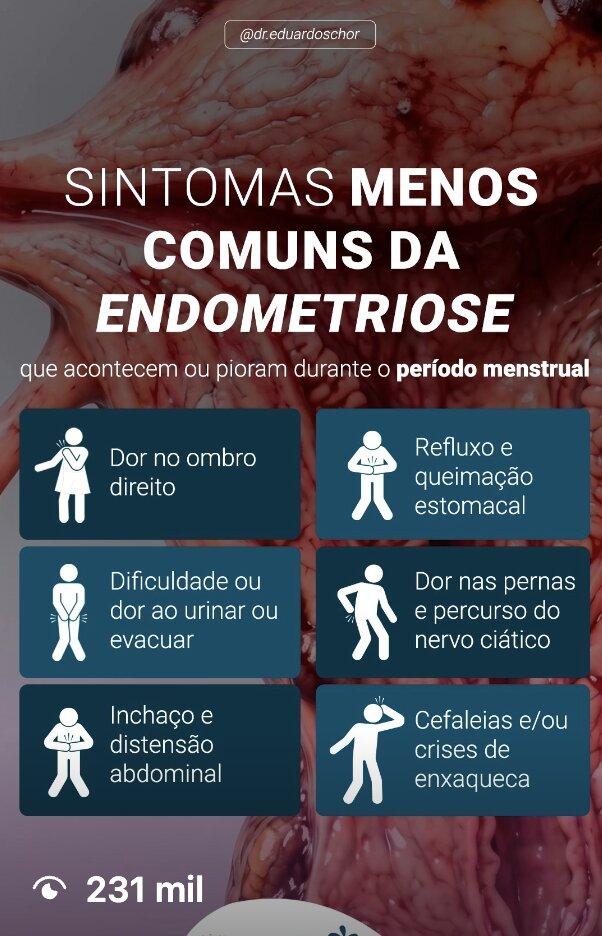 @dr.eduardoschor
SINTOMAS MENOS
COMUNS DA
ENDOMETRIOSE
que acontecem ou pioram durante o período menstrual
Dor no ombro
direito
Refluxo e
queimação
estomacal
Dificuldade ou
dor ao urinar ou
evacuar
Dor nas pernas
e percurso do
nervo ciático
Inchaço e
distensão
abdominal
Cefaleias e/ou
crises de
enxaqueca
231 mil